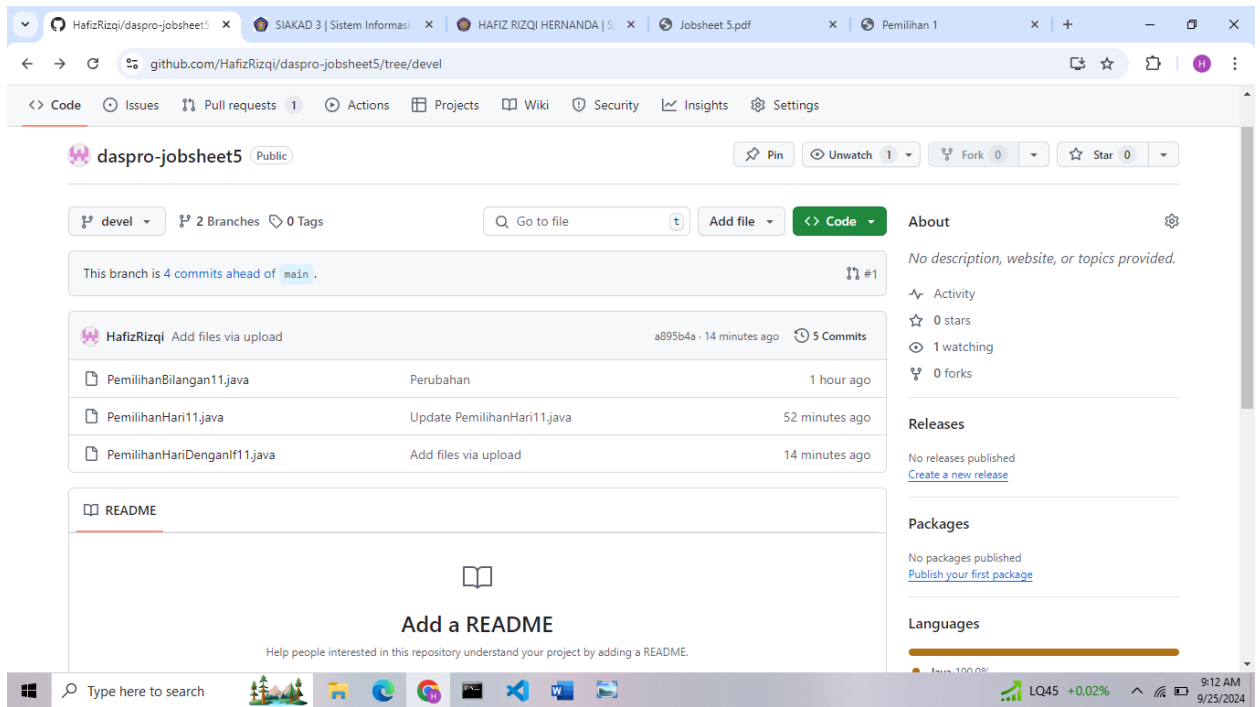 HafizRizqi/daspro-jobsheet5
SIAKAD 3 | Sistem Informasi
HAFIZ RIZQI HERNANDA | S
Jobsheet 5.pdf
Pemilihan 1
github.com/HafizRizqi/daspro-jobsheet5/tree/devel
H
<> Code
Issues
Pull requests 1
Actions
Projects
Wiki
Security
Insights
Settings
daspro-jobsheet5 Public
Pin
Unwatch 1
Fork 0
Star 0
devel
2 Branches
0 Tags
Go to file t
Add file
<> Code
This branch is 4 commits ahead of main .
#1
HafizRizqi Add files via upload a895b4a · 14 minutes ago 5 Commits
PemilihanBilangan11.java Perubahan 1 hour ago
PemilihanHari11.java Update PemilihanHari11.java 52 minutes ago
PemilihanHariDenganIf11.java Add files via upload 14 minutes ago
README
Add a README
Help people interested in this repository understand your project by adding a README.
About
No description, website, or topics provided.
Activity
0 stars
1 watching
0 forks
Releases
No releases published
Create a new release
Packages
No packages published
Publish your first package
Languages
Java 100.0%
Type here to search
LQ45 +0,02%
9:12 AM
9/25/2024